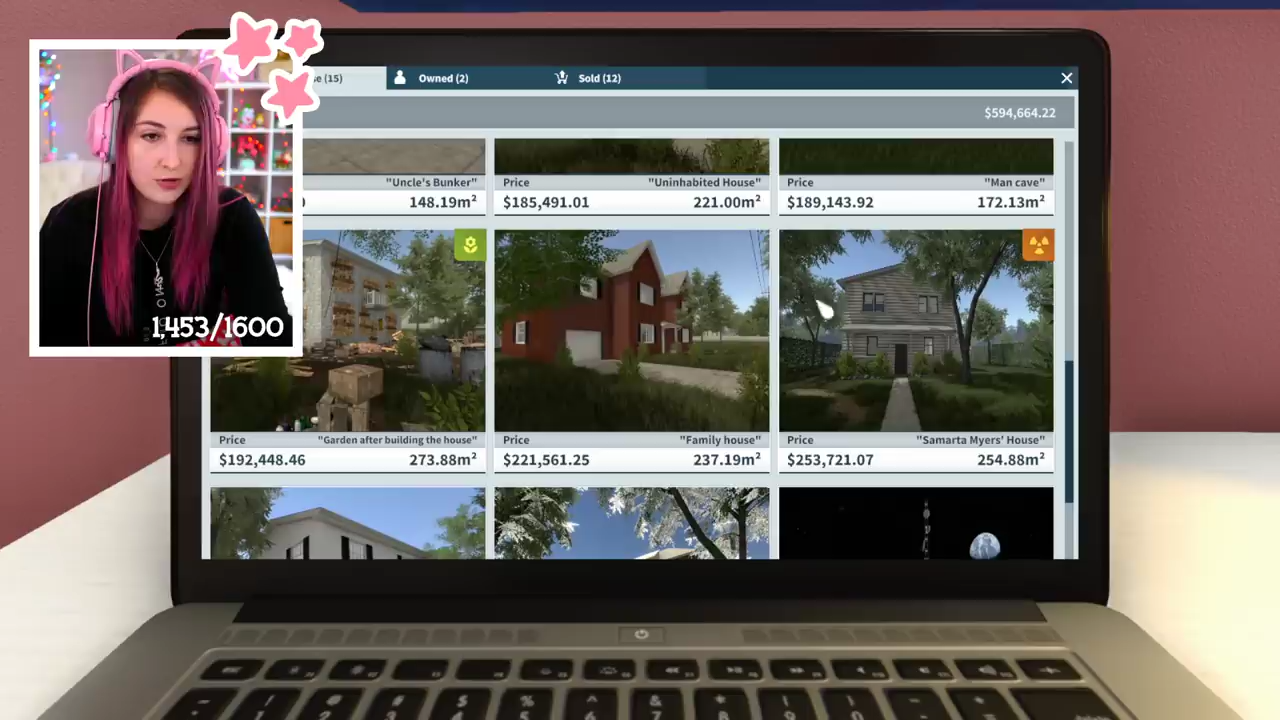 se (15) Owned (2) Sold (12)
$594,664.22
"Uncle's Bunker" Price "Uninhabited House" Price "Man cave"
148.19m² $185,491.01 221.00m² $189,143.92 172.13m²
1,453/1600
Price "Garden after building the house" Price "Family house" Price "Samarta Myers' House"
$192,448.46 273.88m² $221,561.25 237.19m² $253,721.07 254.88m²